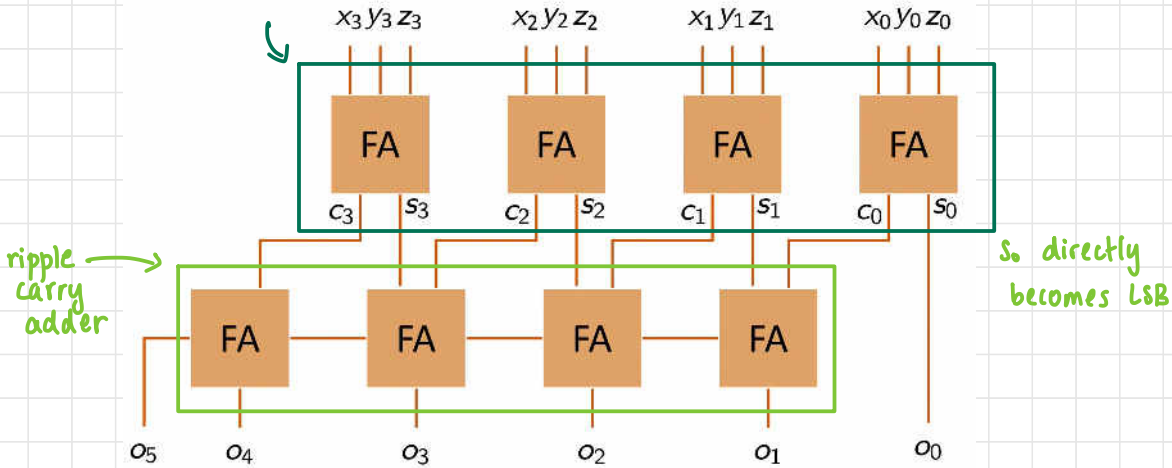 x₃ y₃ z₃ x₂ y₂ z₂ x₁ y₁ z₁ x₀ y₀ z₀
FA FA FA FA
c₃ s₃ c₂ s₂ c₁ s₁ c₀ s₀
ripple
carry
adder
s₀ directly
becomes LSB
FA FA FA FA
o₅ o₄ o₃ o₂ o₁ o₀